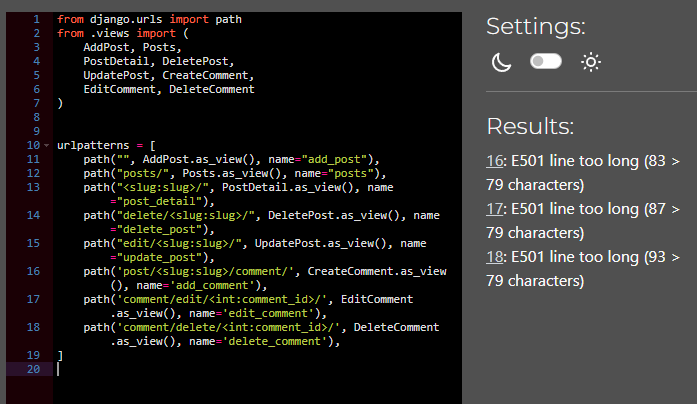 1 from django.urls import path
2 from .views import (
3 AddPost, Posts,
4 PostDetail, DeletePost,
5 UpdatePost, CreateComment,
6 EditComment, DeleteComment
7 )
8
9
10 urlpatterns = [
11 path("", AddPost.as_view(), name="add_post"),
12 path("posts/", Posts.as_view(), name="posts"),
13 path("<slug:slug>/", PostDetail.as_view(), name
="post_detail"),
14 path("delete/<slug:slug>/", DeletePost.as_view(), name
="delete_post"),
15 path("edit/<slug:slug>/", UpdatePost.as_view(), name
="update_post"),
16 path('post/<slug:slug>/comment/', CreateComment.as_view
(), name='add_comment'),
17 path('comment/edit/<int:comment_id>/', EditComment
.as_view(), name='edit_comment'),
18 path('comment/delete/<int:comment_id>/', DeleteComment
.as_view(), name='delete_comment'),
19 ]
20
Settings:
Results:
16: E501 line too long (83 >
79 characters)
17: E501 line too long (87 >
79 characters)
18: E501 line too long (93 >
79 characters)